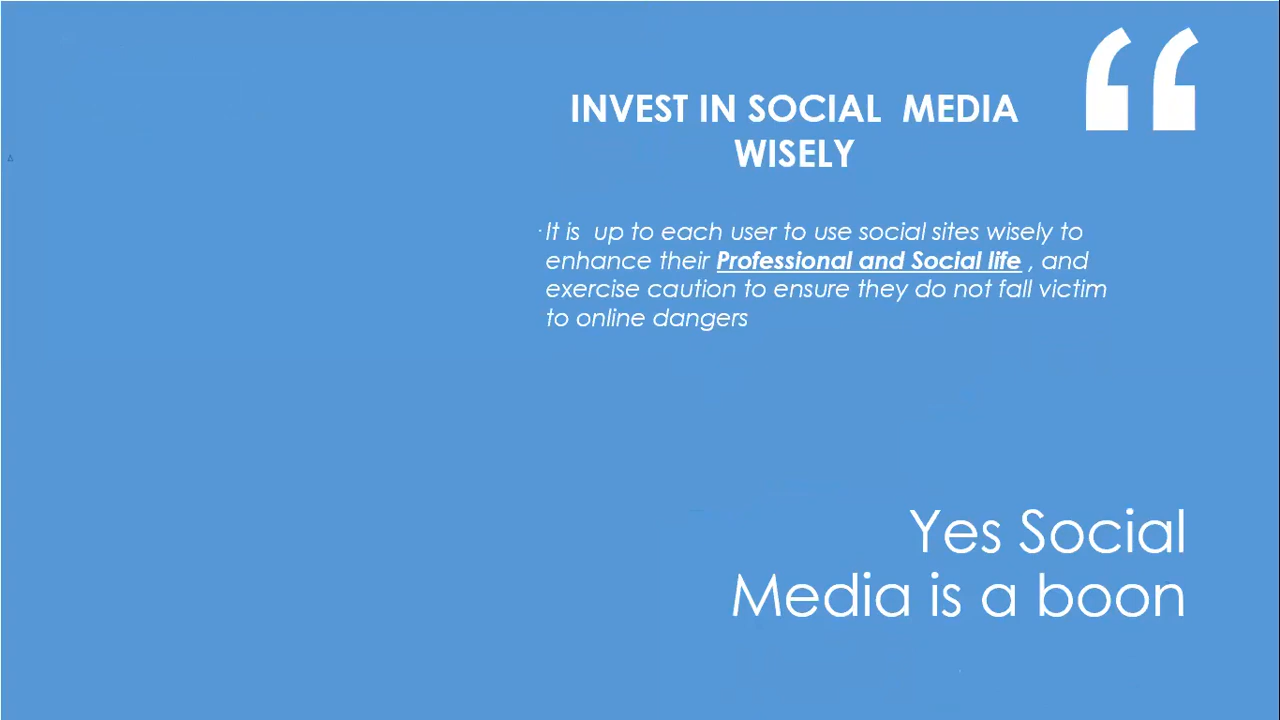 “
INVEST IN SOCIAL  MEDIA
WISELY
It is  up to each user to use social sites wisely to
enhance their Professional and Social life , and
exercise caution to ensure they do not fall victim
to online dangers
Yes Social
Media is a boon